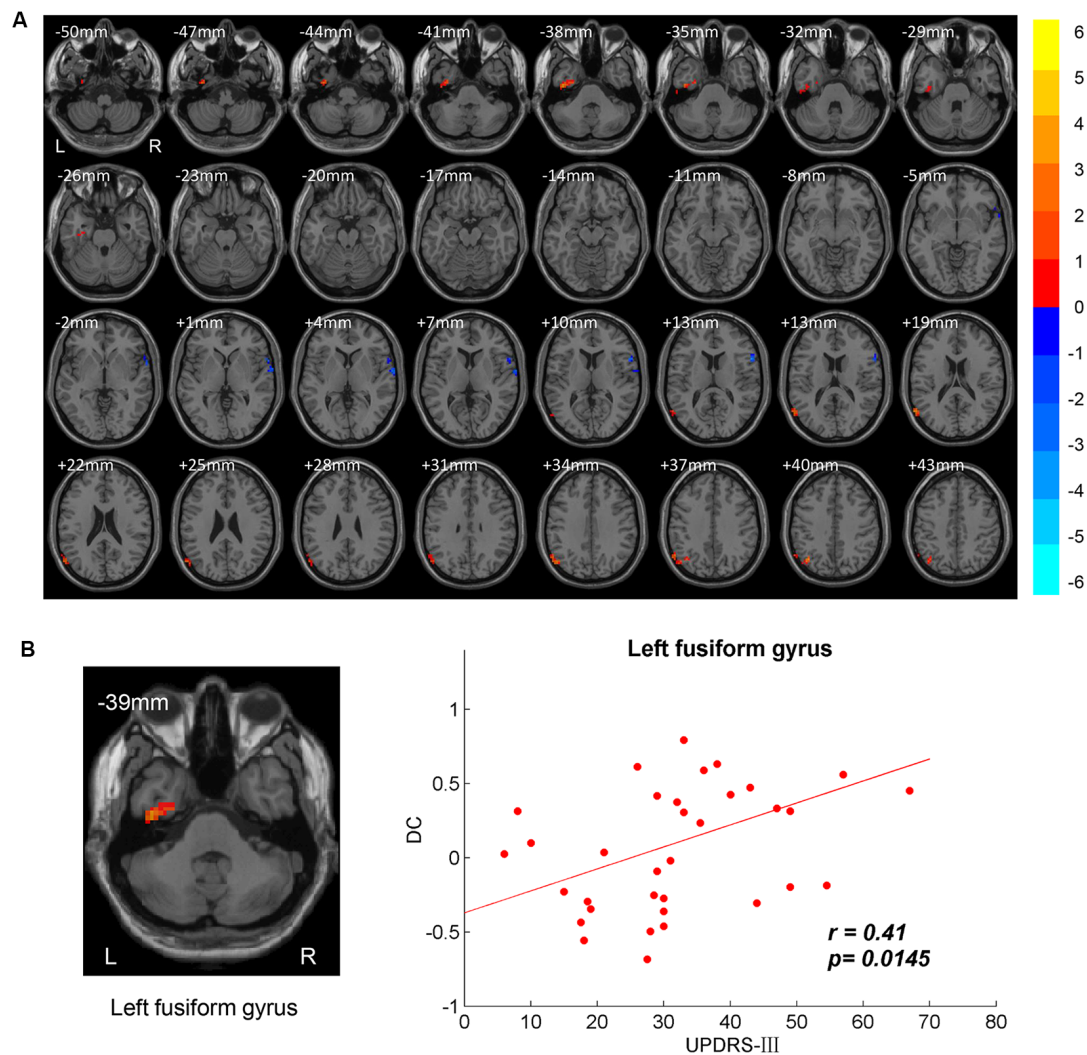 A
-50mm -47mm -44mm -41mm -38mm -35mm -32mm -29mm
L R
-26mm -23mm -20mm -17mm -14mm -11mm -8mm -5mm
-2mm +1mm +4mm +7mm +10mm +13mm +13mm +19mm
+22mm +25mm +28mm +31mm +34mm +37mm +40mm +43mm
6
5
4
3
2
1
0
-1
-2
-3
-4
-5
-6
B
-39mm
L R
Left fusiform gyrus
Left fusiform gyrus
1
0.5
0
-0.5
-1
DC
r = 0.41
p= 0.0145
0 10 20 30 40 50 60 70 80
UPDRS-III